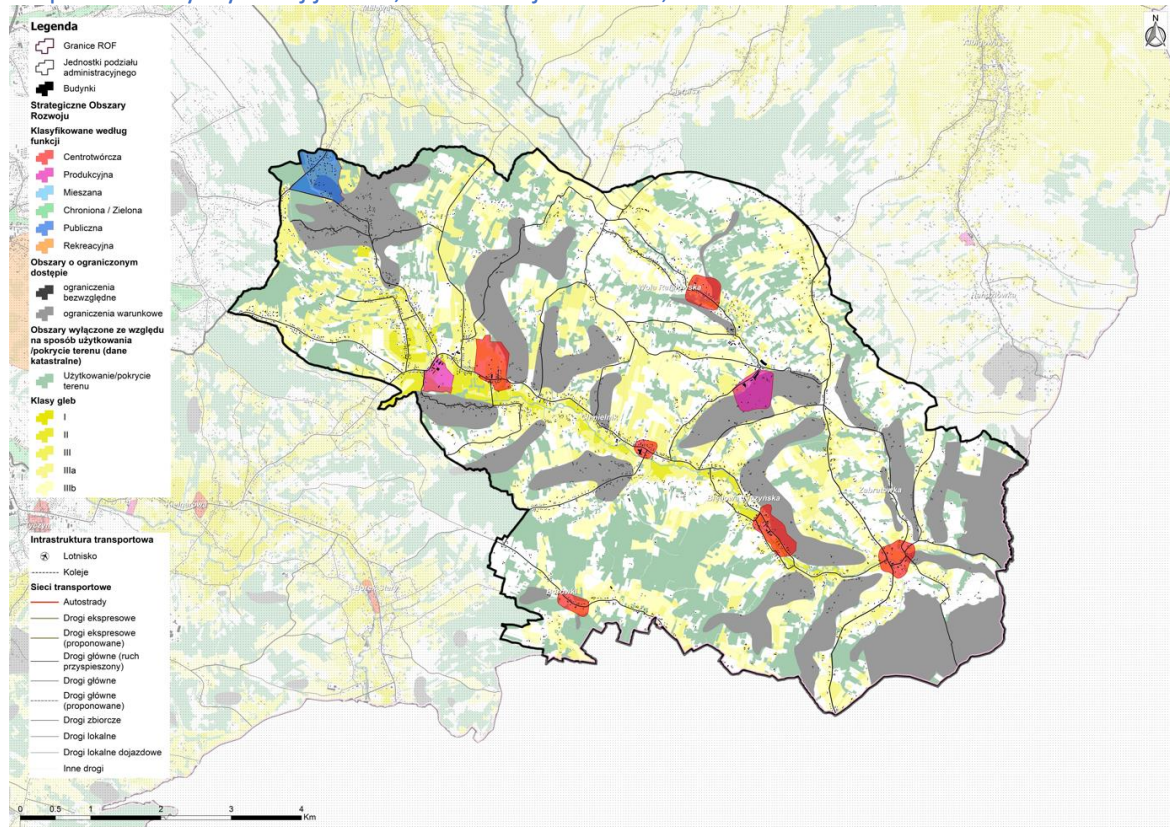 Legenda
Granice ROF
Jednostki podziału
administracyjnego
Budynki
Strategiczne Obszary
Rozwoju
Klasyfikowane według
funkcji
Centrotwórcza
Produkcyjna
Mieszana
Chroniona / Zielona
Publiczna
Rekreacyjna
Obszary o ograniczonym
dostępie
ograniczenia
bezwzględne
ograniczenia warunkowe
Obszary wyłączone ze względu
na sposób użytkowania
/pokrycie terenu (dane
katastralne)
Użytkowanie/pokrycie
terenu
Klasy gleb
I
II
III
IIIa
IIIb
Intrastruktura transportowa
Lotnisko
Koleje
Sieci transportowe
Autostrady
Drogi ekspresowe
Drogi ekspresowe
(proponowane)
Drogi główne (ruch
przyspieszony)
Drogi główne
Drogi główne
(proponowane)
Drogi zbiorcze
Drogi lokalne
Drogi lokalne dojazdowe
Inne drogi
0 0.5 1 2 3 4
Km
N
Zabratówka
Borek Stary